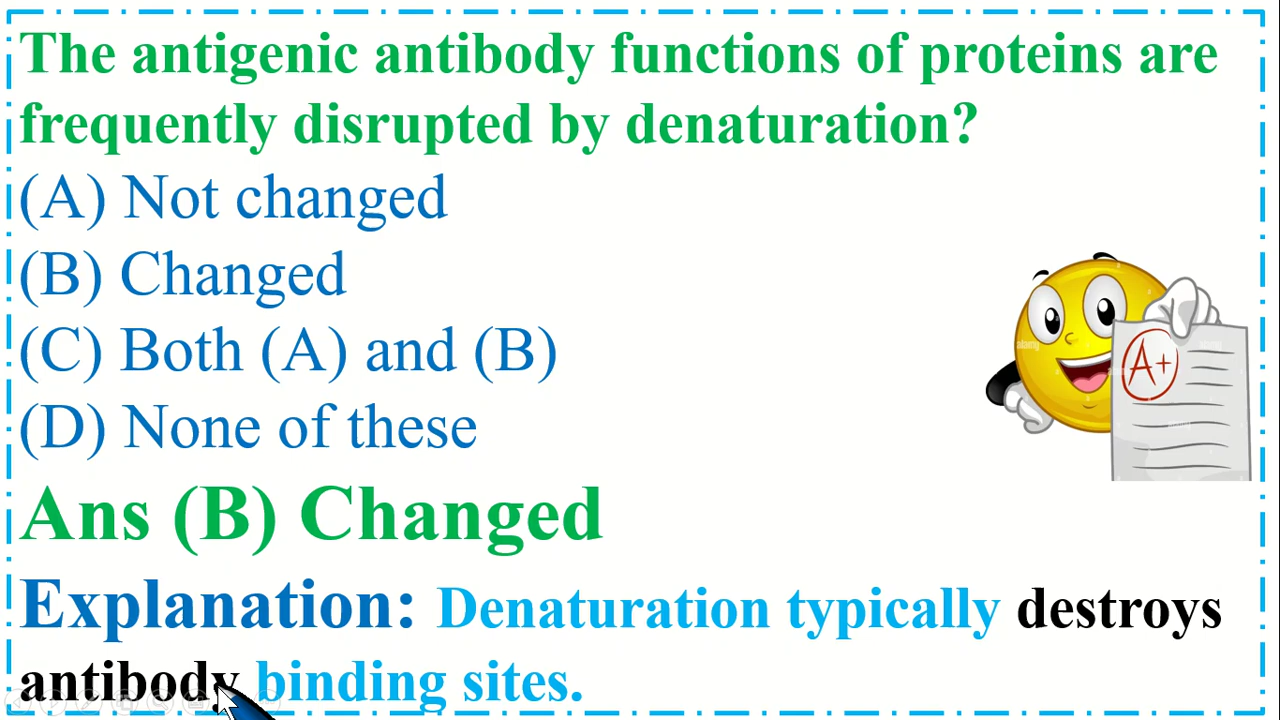 The antigenic antibody functions of proteins are
frequently disrupted by denaturation?
(A) Not changed
(B) Changed
(C) Both (A) and (B)
(D) None of these
A+
Ans (B) Changed
Explanation: Denaturation typically destroys
antibody binding sites.